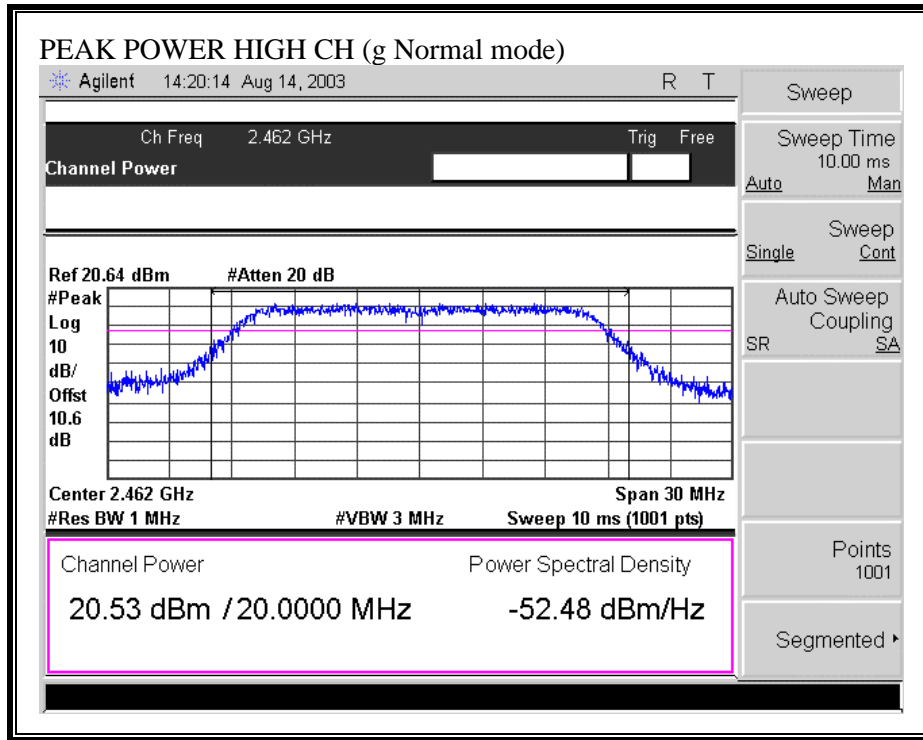 PEAK POWER HIGH CH (g Normal mode)
Agilent 14:20:14 Aug 14, 2003 R T
Ch Freq 2.462 GHz Trig Free
Channel Power
Ref 20.64 dBm #Atten 20 dB
#Peak
Log
10
dB/
Offst
10.6
dB
Center 2.462 GHz Span 30 MHz
#Res BW 1 MHz #VBW 3 MHz Sweep 10 ms (1001 pts)
Channel Power Power Spectral Density
20.53 dBm / 20.0000 MHz -52.48 dBm/Hz
Sweep
Sweep Time
10.00 ms
Auto Man
Sweep
Single Cont
Auto Sweep
Coupling
SR SA
Points
1001
Segmented